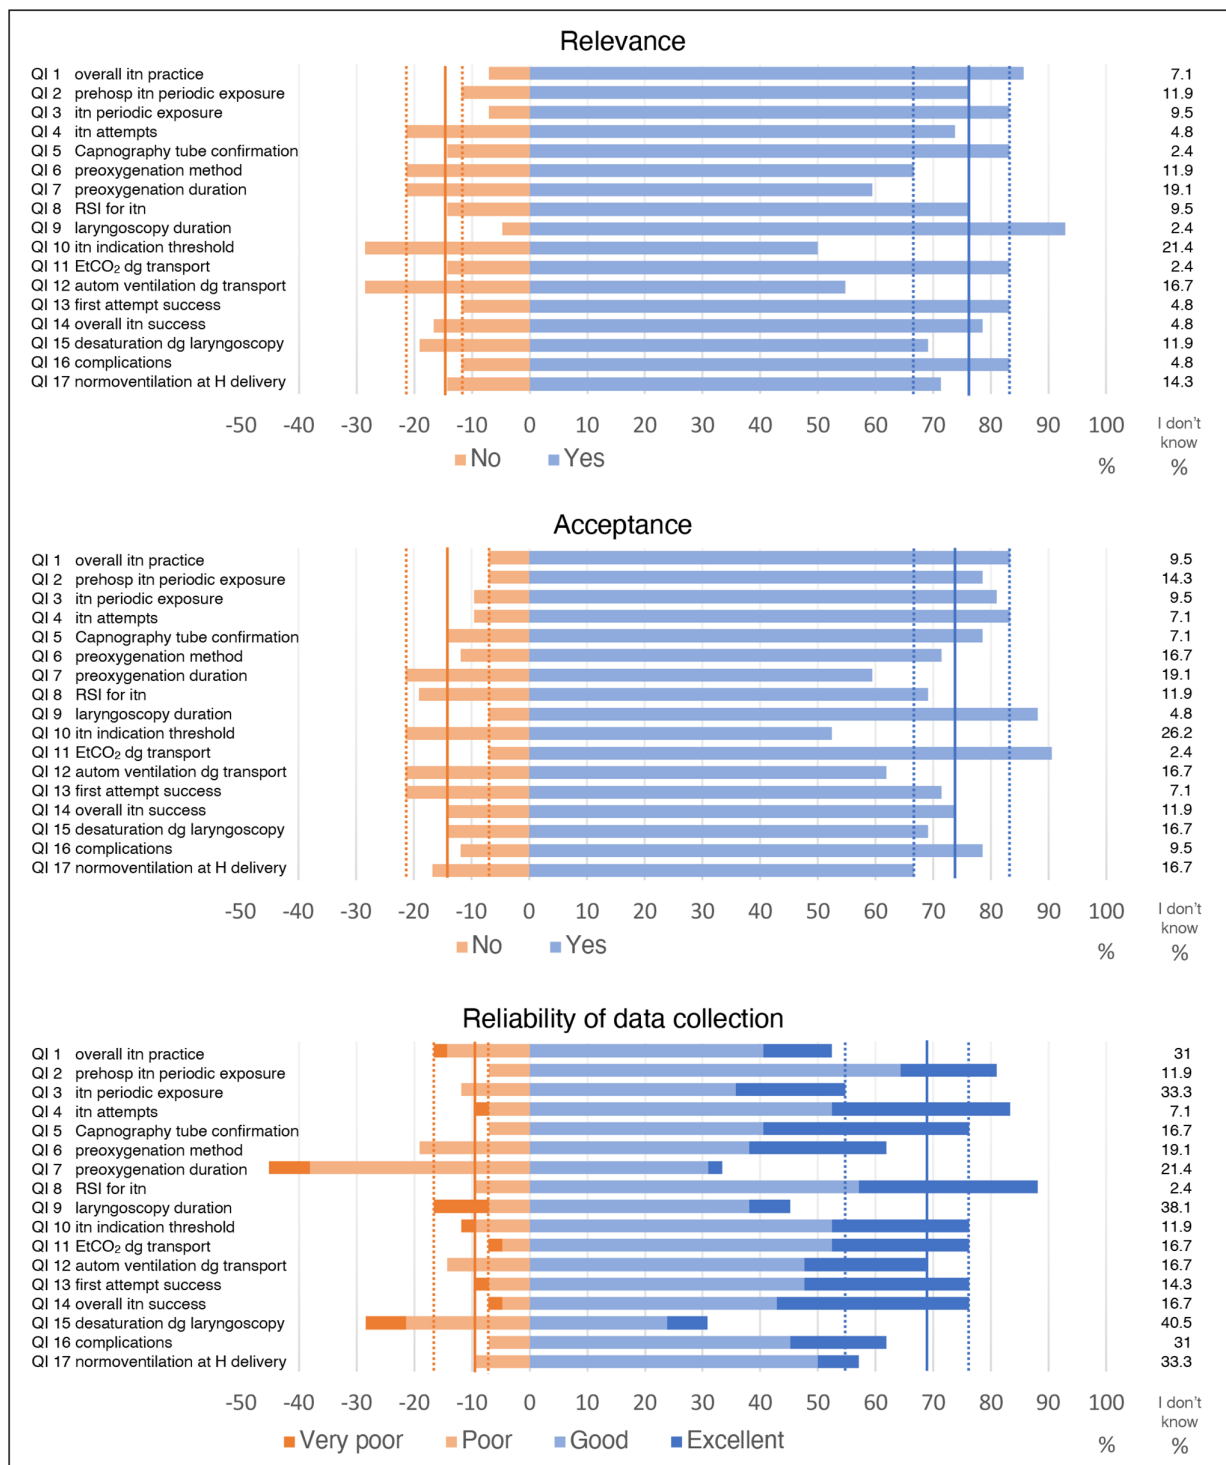 Relevance
QI 1 overall itn practice 7.1
QI 2 prehosp itn periodic exposure 11.9
QI 3 itn periodic exposure 9.5
QI 4 itn attempts 4.8
QI 5 Capnography tube confirmation 2.4
QI 6 preoxygenation method 11.9
QI 7 preoxygenation duration 19.1
QI 8 RSI for itn 9.5
QI 9 laryngoscopy duration 2.4
QI 10 itn indication threshold 21.4
QI 11 EtCO₂ dg transport 2.4
QI 12 autom ventilation dg transport 16.7
QI 13 first attempt success 4.8
QI 14 overall itn success 4.8
QI 15 desaturation dg laryngoscopy 11.9
QI 16 complications 4.8
QI 17 normoventilation at H delivery 14.3
-50 -40 -30 -20 -10 0 10 20 30 40 50 60 70 80 90 100 I don't
know
No Yes % %
Acceptance
QI 1 overall itn practice 9.5
QI 2 prehosp itn periodic exposure 14.3
QI 3 itn periodic exposure 9.5
QI 4 itn attempts 7.1
QI 5 Capnography tube confirmation 7.1
QI 6 preoxygenation method 16.7
QI 7 preoxygenation duration 19.1
QI 8 RSI for itn 11.9
QI 9 laryngoscopy duration 4.8
QI 10 itn indication threshold 26.2
QI 11 EtCO₂ dg transport 2.4
QI 12 autom ventilation dg transport 16.7
QI 13 first attempt success 7.1
QI 14 overall itn success 11.9
QI 15 desaturation dg laryngoscopy 16.7
QI 16 complications 9.5
QI 17 normoventilation at H delivery 16.7
-50 -40 -30 -20 -10 0 10 20 30 40 50 60 70 80 90 100 I don't
know
No Yes % %
Reliability of data collection
QI 1 overall itn practice 31
QI 2 prehosp itn periodic exposure 11.9
QI 3 itn periodic exposure 33.3
QI 4 itn attempts 7.1
QI 5 Capnography tube confirmation 16.7
QI 6 preoxygenation method 19.1
QI 7 preoxygenation duration 21.4
QI 8 RSI for itn 2.4
QI 9 laryngoscopy duration 38.1
QI 10 itn indication threshold 11.9
QI 11 EtCO₂ dg transport 16.7
QI 12 autom ventilation dg transport 16.7
QI 13 first attempt success 14.3
QI 14 overall itn success 16.7
QI 15 desaturation dg laryngoscopy 40.5
QI 16 complications 31
QI 17 normoventilation at H delivery 33.3
-50 -40 -30 -20 -10 0 10 20 30 40 50 60 70 80 90 100 I don't
know
Very poor Poor Good Excellent % %